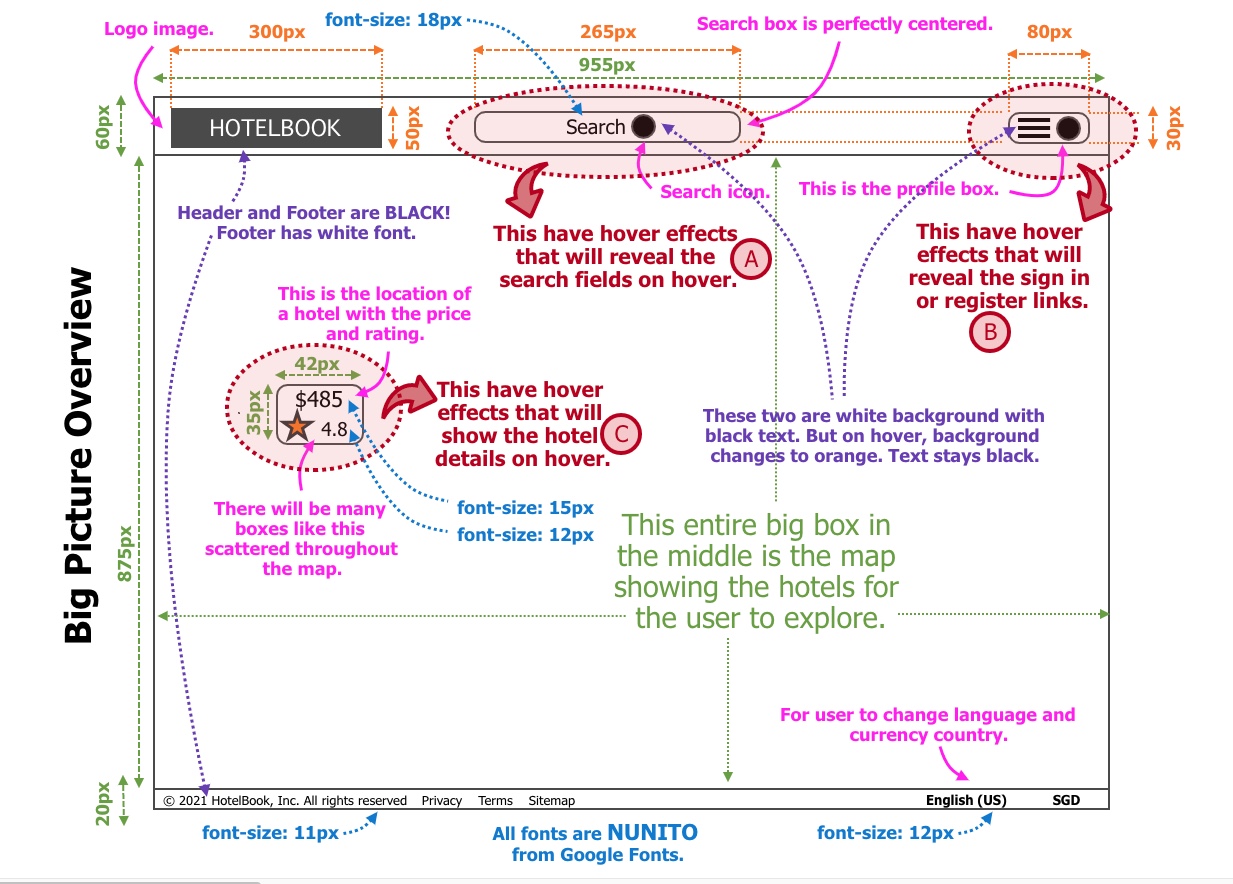 Logo image.
300px
font-size: 18px
265px
Search box is perfectly centered.
80px
955px
60px
HOTELBOOK
50px
Search
30px
Search icon.
This is the profile box.
Header and Footer are BLACK!
Footer has white font.
This have hover effects
that will reveal the
search fields on hover.
A
This have hover
effects that will
reveal the sign in
or register links.
B
Big Picture Overview
This is the location of
a hotel with the price
and rating.
42px
35px
$485
4.8
This have hover
effects that will
show the hotel
details on hover.
C
These two are white background with
black text. But on hover, background
changes to orange. Text stays black.
There will be many
boxes like this
scattered throughout
the map.
font-size: 15px
font-size: 12px
875px
This entire big box in
the middle is the map
showing the hotels for
the user to explore.
For user to change language and
currency country.
20px
© 2021 HotelBook, Inc. All rights reserved Privacy Terms Sitemap English (US) SGD
font-size: 11px
All fonts are NUNITO
from Google Fonts.
font-size: 12px